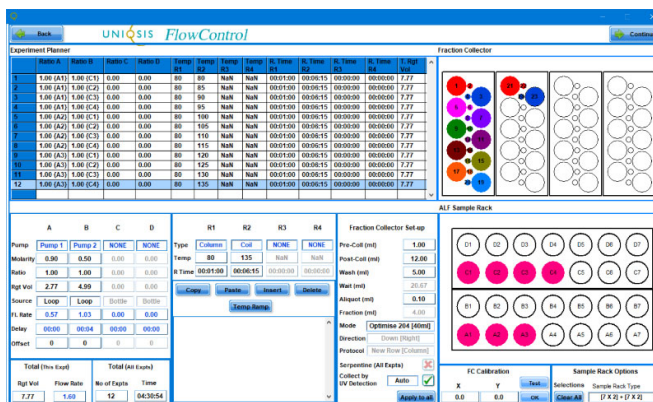 Back
UNIQSIS FlowControl
Continue
Experiment Planner
Fraction Collector
Ratio A Ratio B Ratio C Ratio D Temp R1 Temp R2 Temp R3 Temp R4 R. Time R1 R. Time R2 R. Time R3 R. Time R4 T. Rgt Vol
1 1.00 (A1) 1.00 (C1) 0.00 0.00 80 80 NaN NaN 00:01:00 00:06:15 00:00:00 00:00:00 7.77
2 1.00 (A1) 1.00 (C2) 0.00 0.00 80 85 NaN NaN 00:01:00 00:06:15 00:00:00 00:00:00 7.77
3 1.00 (A1) 1.00 (C3) 0.00 0.00 80 90 NaN NaN 00:01:00 00:06:15 00:00:00 00:00:00 7.77
4 1.00 (A1) 1.00 (C4) 0.00 0.00 80 95 NaN NaN 00:01:00 00:06:15 00:00:00 00:00:00 7.77
5 1.00 (A2) 1.00 (C1) 0.00 0.00 80 100 NaN NaN 00:01:00 00:06:15 00:00:00 00:00:00 7.77
6 1.00 (A2) 1.00 (C2) 0.00 0.00 80 105 NaN NaN 00:01:00 00:06:15 00:00:00 00:00:00 7.77
7 1.00 (A2) 1.00 (C3) 0.00 0.00 80 110 NaN NaN 00:01:00 00:06:15 00:00:00 00:00:00 7.77
8 1.00 (A2) 1.00 (C4) 0.00 0.00 80 115 NaN NaN 00:01:00 00:06:15 00:00:00 00:00:00 7.77
9 1.00 (A3) 1.00 (C1) 0.00 0.00 80 120 NaN NaN 00:01:00 00:06:15 00:00:00 00:00:00 7.77
10 1.00 (A3) 1.00 (C2) 0.00 0.00 80 125 NaN NaN 00:01:00 00:06:15 00:00:00 00:00:00 7.77
11 1.00 (A3) 1.00 (C3) 0.00 0.00 80 130 NaN NaN 00:01:00 00:06:15 00:00:00 00:00:00 7.77
12 1.00 (A3) 1.00 (C4) 0.00 0.00 80 135 NaN NaN 00:01:00 00:06:15 00:00:00 00:00:00 7.77
A B C D
Pump Pump 1 Pump 2 NONE NONE
Molarity 0.90 0.50 0.00 0.00
Ratio 1.00 1.00 0.00 0.00
Rgt Vol 2.77 4.99 0.00 0.00
Source Loop Loop Bottle Bottle
Fl. Rate 0.57 1.03 0.00 0.00
Delay 00:00 00:04 00:00 00:00
Offset 0 0 0 0
Total (This Expt) Total (All Expts)
Rgt Vol Flow Rate No of Expts Time
7.77 1.60 12 04:30:54
R1 R2 R3 R4
Type Column Coil NONE NONE
Temp 80 135 NaN NaN
R Time 00:01:00 00:06:15 00:00:00 00:00:00
Copy... Paste... Insert... Delete...
Temp Ramp
Fraction Collector Set-up
Pre-Coll (ml) 1.00
Post-Coll (ml) 12.00
Wash (ml) 5.00
Wait (ml) 20.67
Aliquot (ml) 0.10
Fraction (ml) 4.00
Mode Optimise 204 [40ml]
Direction Down [Right]
Protocol New Row [Column]
Serpentine (All Expts)
Collect by UV Detection Auto
Apply to all
ALF Sample Rack
D1 D2 D3 D4 D5 D6 D7
C1 C2 C3 C4 C5 C6 C7
B1 B2 B3 B4 B5 B6 B7
A1 A2 A3 A4 A5 A6 A7
FC Calibration
X Y Test
0.0 0.0 OK
Sample Rack Options
Selections Sample Rack Type
Clear All [7 X 2] + [7 X 2]